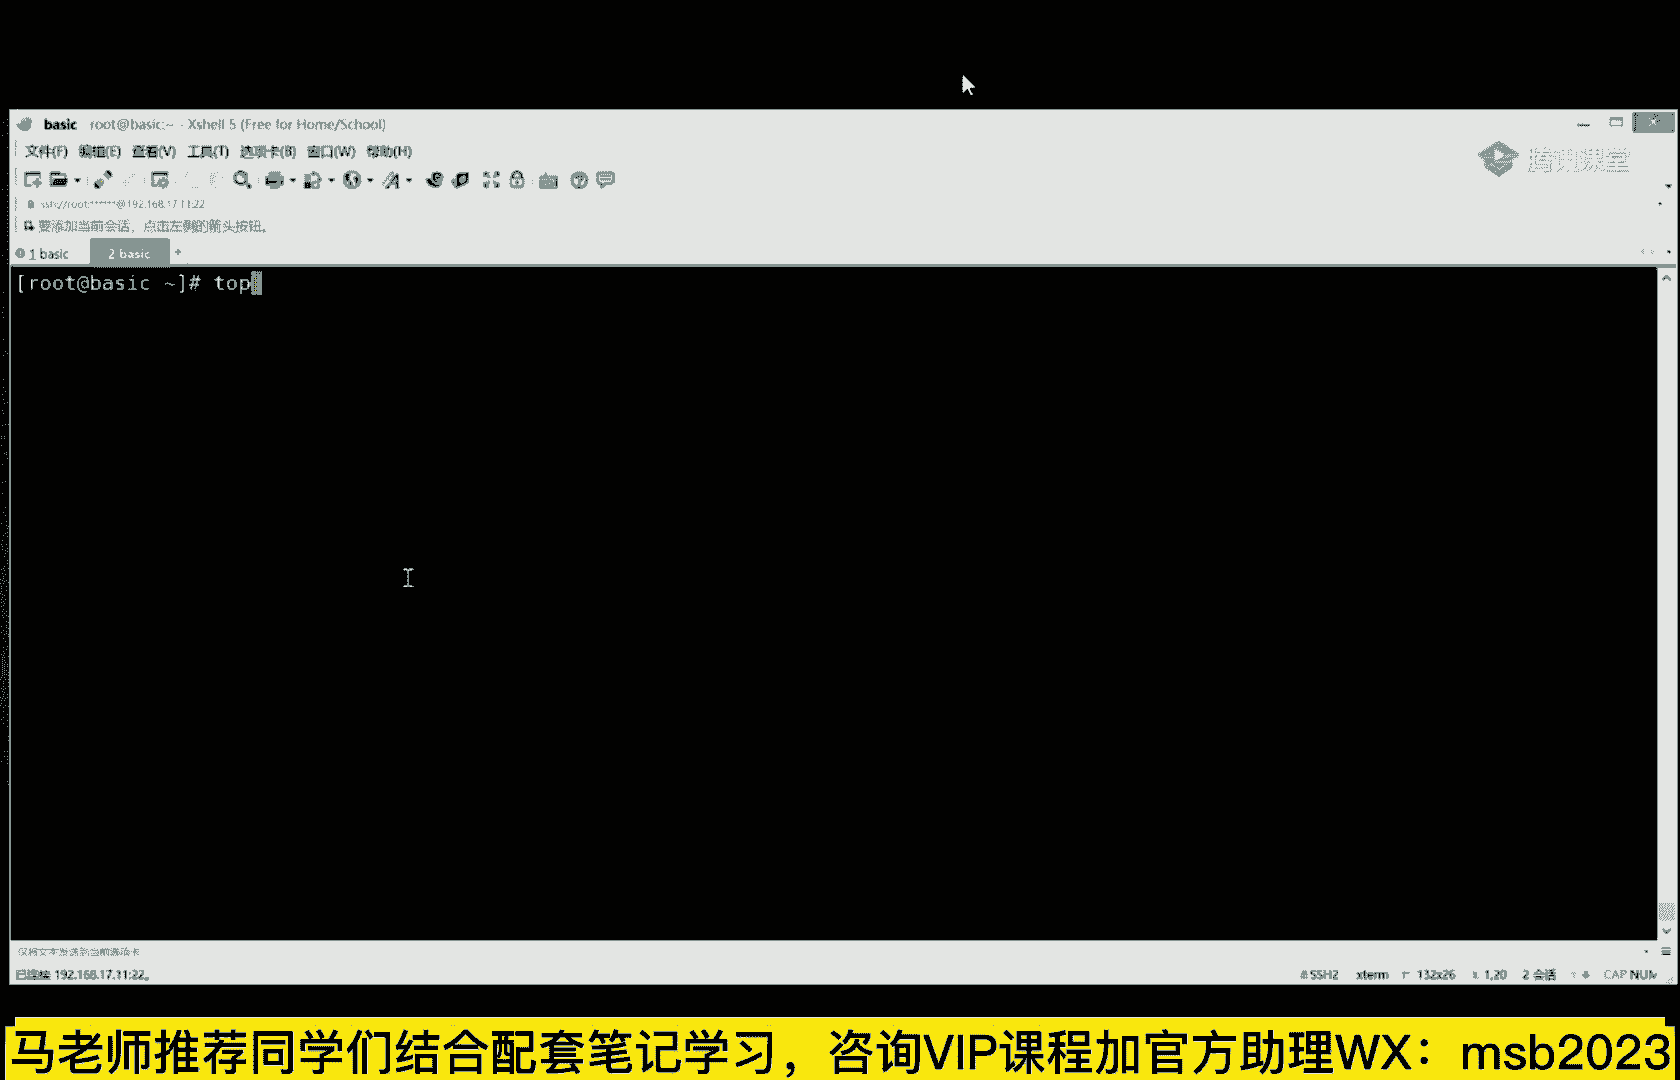 basic root@basic:~ - Xshell 5 (Free for Home/School)
文件(F) 编辑(E) 查看(V) 工具(T) 选项卡(B) 窗口(W) 帮助(H)
腾讯课堂
ssh://root:******@192.168.17.11:22
要添加当前会话，点击左侧的箭头按钮。
1 basic 2 basic +
[root@basic ~]# top
仅将文本发送到当前选项卡
已连接 192.168.17.11:22。 SSH2 xterm 132x26 1,20 2 会话 CAP NUM
马老师推荐同学们结合配套笔记学习，咨询VIP课程加官方助理WX：msb2023